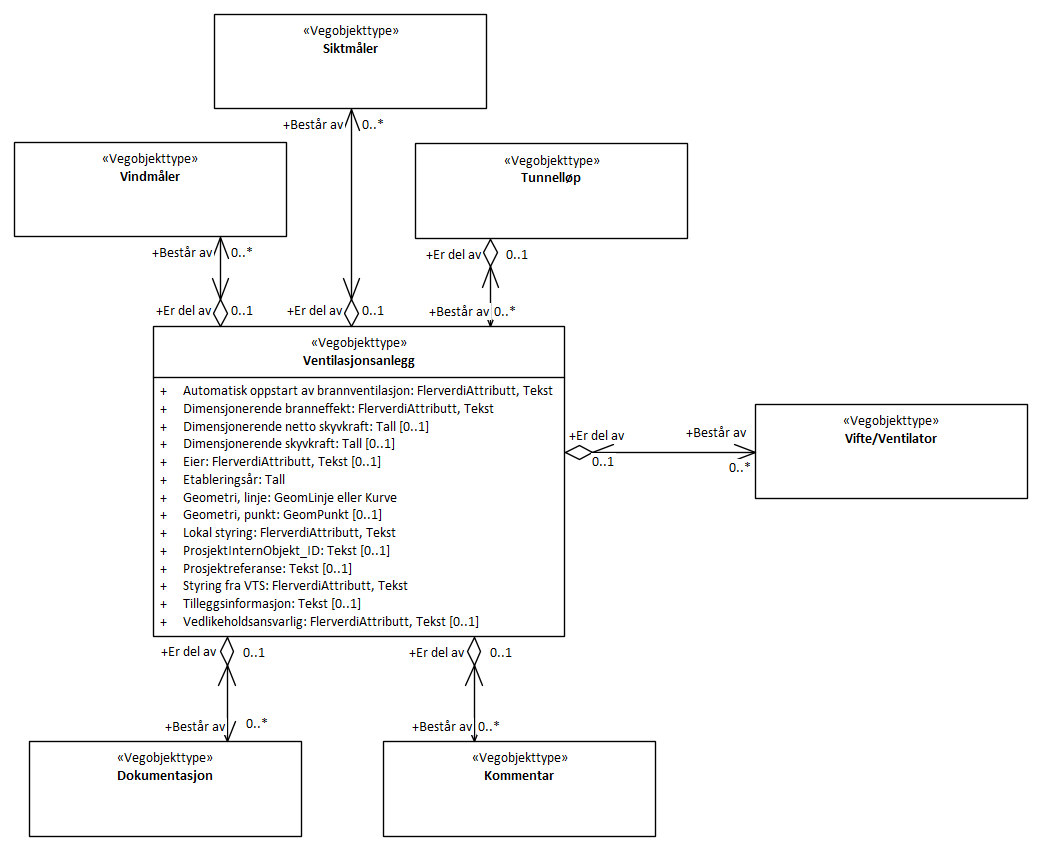 «Vegobjekttype»
Siktmåler
+Består av 0..*
«Vegobjekttype»
Vindmåler
+Består av 0..*
«Vegobjekttype»
Tunnelløp
+Er del av 0..1
+Består av 0..*
+Er del av 0..1
+Er del av 0..1
«Vegobjekttype»
Ventilasjonsanlegg
+ Automatisk oppstart av brannventilasjon: FlerverdiAttributt, Tekst
+ Dimensjonerende branneffekt: FlerverdiAttributt, Tekst
+ Dimensjonerende netto skyvkraft: Tall [0..1]
+ Dimensjonerende skyvkraft: Tall [0..1]
+ Eier: FlerverdiAttributt, Tekst [0..1]
+ Etableringsår: Tall
+ Geometri, linje: GeomLinje eller Kurve
+ Geometri, punkt: GeomPunkt [0..1]
+ Lokal styring: FlerverdiAttributt, Tekst
+ ProsjektInternObjekt_ID: Tekst [0..1]
+ Prosjektreferanse: Tekst [0..1]
+ Styring fra VTS: FlerverdiAttributt, Tekst
+ Tilleggsinformasjon: Tekst [0..1]
+ Vedlikeholdsansvarlig: FlerverdiAttributt, Tekst [0..1]
+Er del av
0..1
+Består av
0..*
«Vegobjekttype»
Vifte/Ventilator
+Er del av 0..1
+Består av 0..*
«Vegobjekttype»
Dokumentasjon
+Er del av 0..1
+Består av 0..*
«Vegobjekttype»
Kommentar